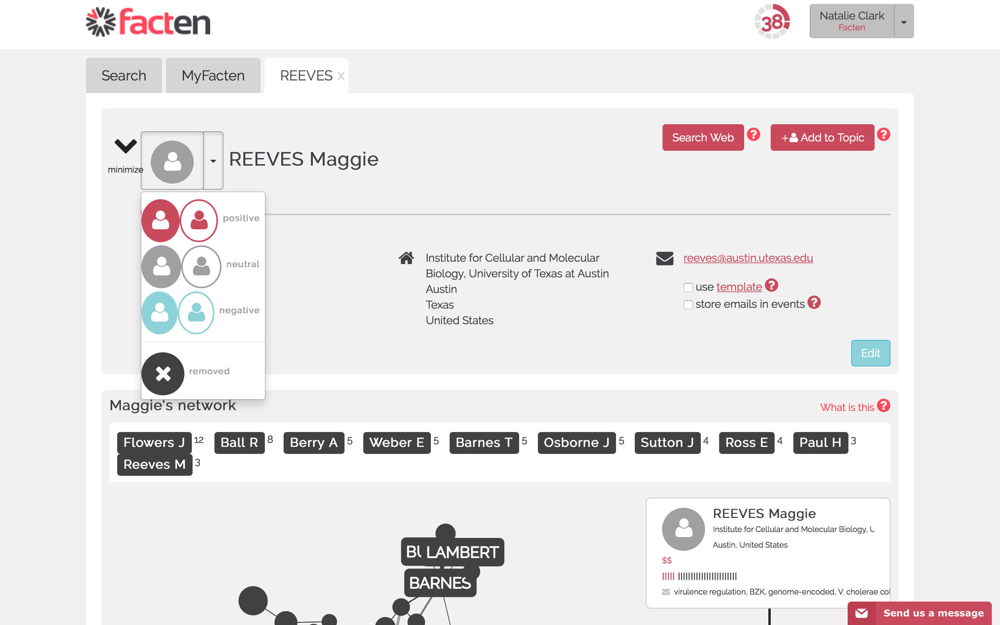 facten
38
Natalie Clark
Facten
Search
MyFacten
REEVES x
Search Web ?
+ Add to Topic ?
minimize
REEVES Maggie
positive
neutral
negative
removed
Institute for Cellular and Molecular
Biology, University of Texas at Austin
Austin
Texas
United States
reeves@austin.utexas.edu
use template ?
store emails in events ?
Edit
Maggie's network
What is this ?
Flowers J 12 Ball R 8 Berry A 5 Weber E 5 Barnes T 5 Osborne J 5 Sutton J 4 Ross E 4 Paul H 3
Reeves M 3
LAMBERT
BARNES
REEVES Maggie
Institute for Cellular and Molecular Biology, U
Austin, United States
$$
virulence regulation, BZK, genome-encoded, V. cholerae col
Send us a message